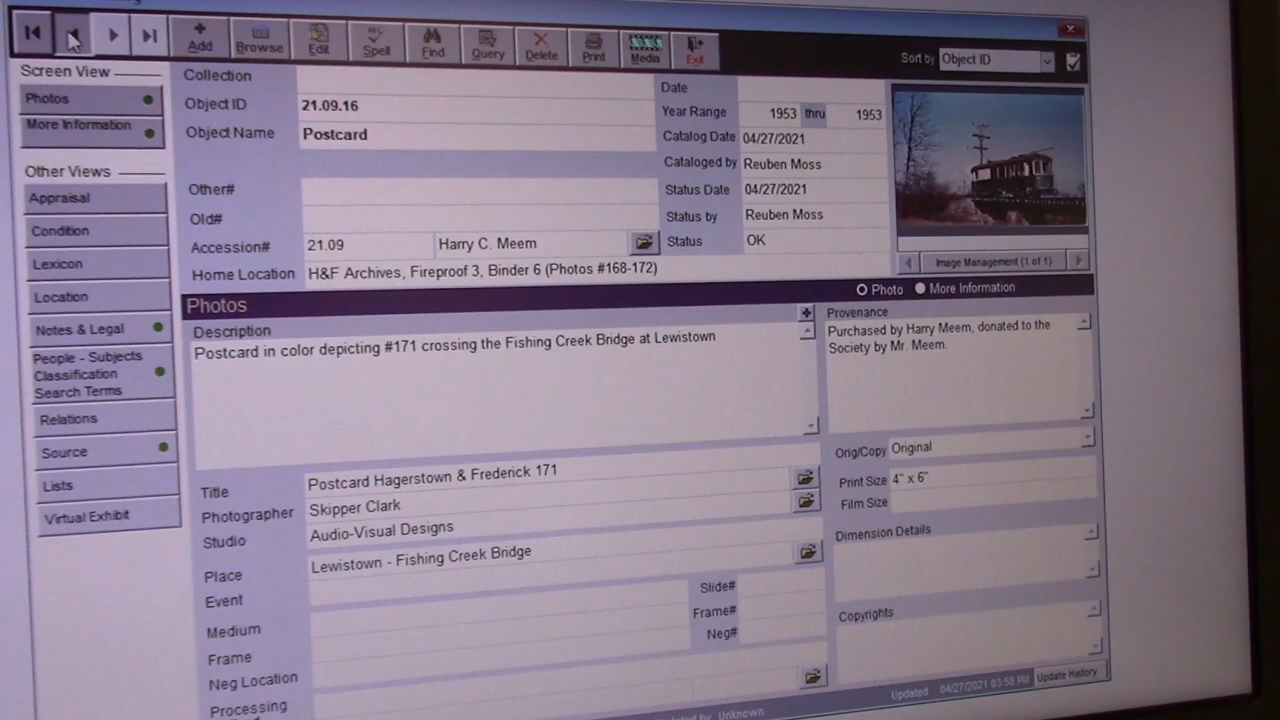 Add Browse Edit Spell Find Query Delete Print Media Exit
Sort by Object ID
Screen View
Photos
More Information
Other Views
Appraisal
Condition
Lexicon
Location
Notes & Legal
People - Subjects
Classification
Search Terms
Relations
Source
Lists
Virtual Exhibit
Collection
Object ID 21.09.16
Object Name Postcard
Other#
Old#
Accession# 21.09 Harry C. Meem
Home Location H&F Archives, Fireproof 3, Binder 6 (Photos #168-172)
Date
Year Range 1953 thru 1953
Catalog Date 04/27/2021
Cataloged by Reuben Moss
Status Date 04/27/2021
Status by Reuben Moss
Status OK
Image Management (1 of 1)
Photos
Photo More Information
Description
Postcard in color depicting #171 crossing the Fishing Creek Bridge at Lewistown
Provenance
Purchased by Harry Meem, donated to the
Society by Mr. Meem.
Title Postcard Hagerstown & Frederick 171
Photographer Skipper Clark
Studio Audio-Visual Designs
Place Lewistown - Fishing Creek Bridge
Event
Medium
Frame
Neg Location
Processing
Slide#
Frame#
Neg#
Orig/Copy Original
Print Size 4" x 6"
Film Size
Dimension Details
Copyrights
by Unknown
Updated 04/27/2021 03:58 PM Update History